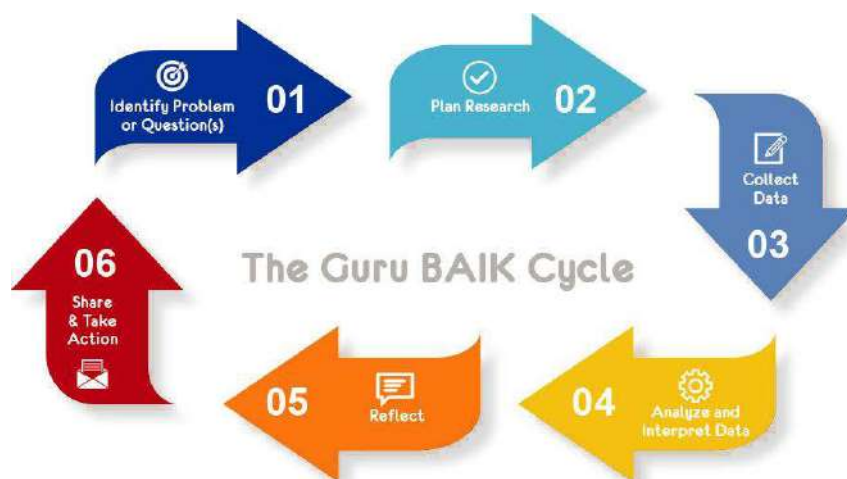 Identify Problem
or Question(s)
01
Plan Research
02
Collect
Data
03
The Guru BAIK Cycle
04
Analyze and
Interpret Data
05
Reflect
06
Share
& Take
Action